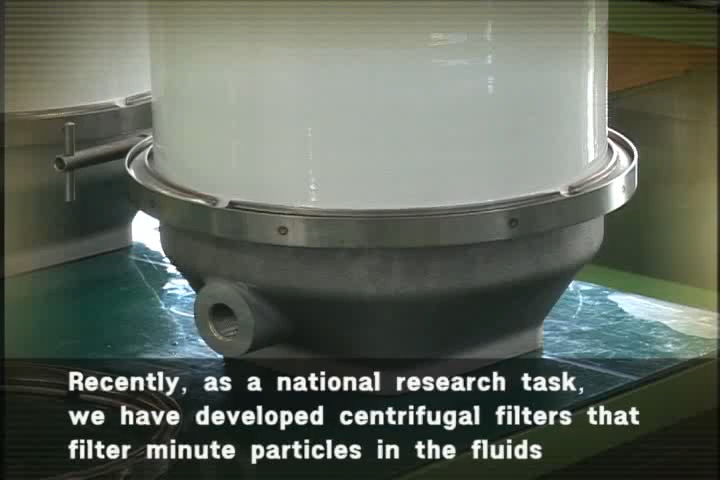 Recently, as a national research task,
we have developed centrifugal filters that
filter minute particles in the fluids